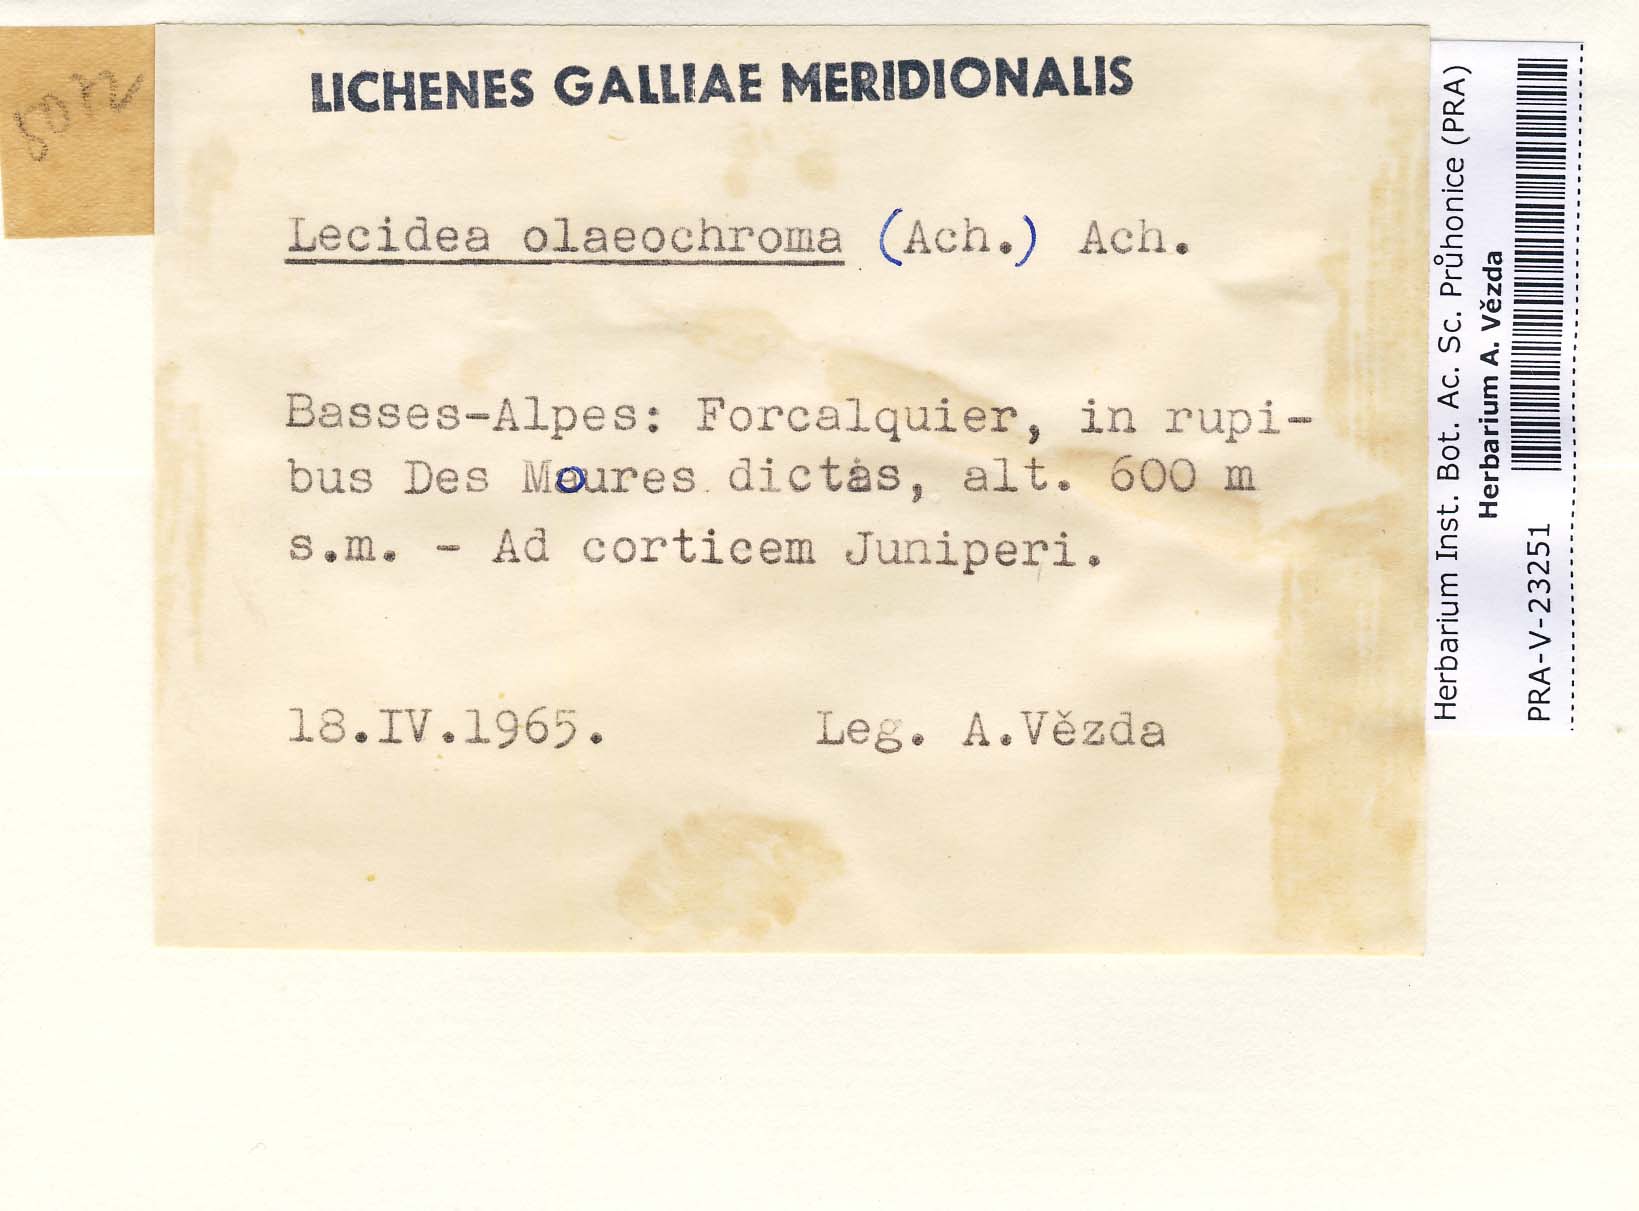 LICHENES GALLIAE MERIDIONALIS
Lecidea olaeochroma (Ach.) Ach.
Basses-Alpes: Forcalquier, in rupi-
bus Des Moures dictas, alt. 600 m
s.m. - Ad corticem Juniperi.
18.IV.1965. Leg. A.Vězda
Herbarium Inst. Bot. Ac. Sc. Průhonice (PRA)
Herbarium A. Vězda
PRA-V-23251